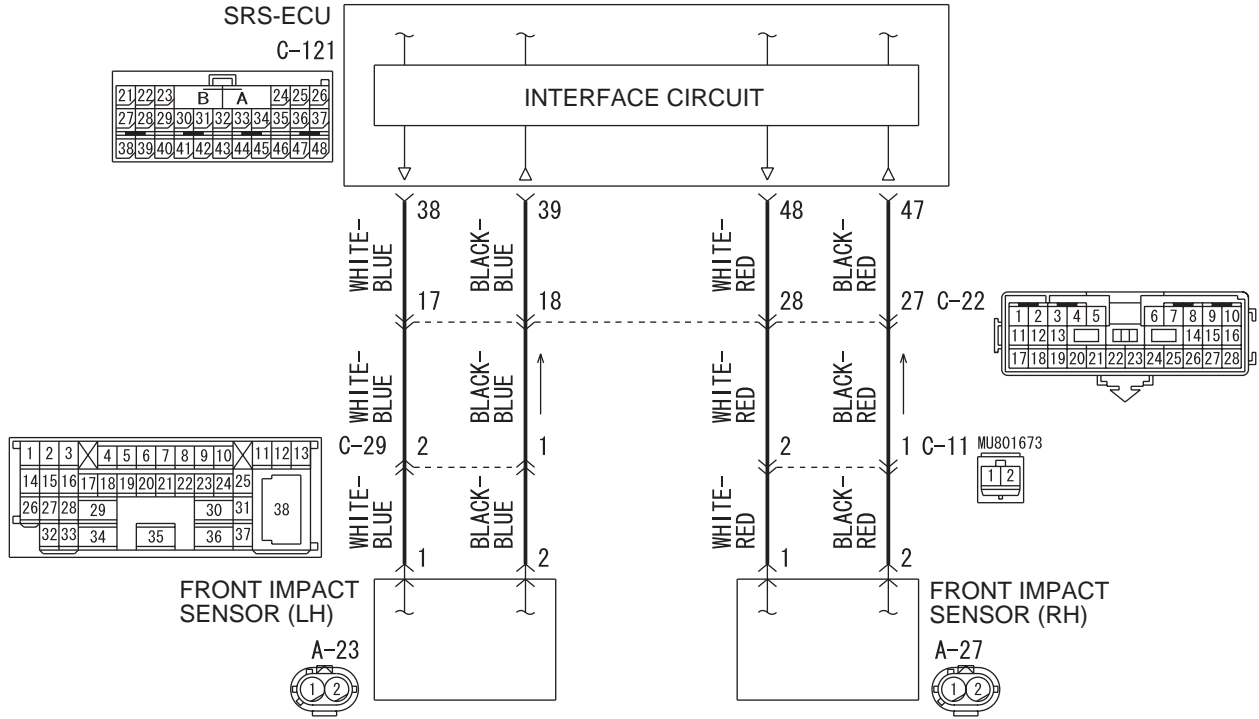 SRS-ECU
C-121
21 22 23 B A 24 25 26
27 28 29 30 31 32 33 34 35 36 37
38 39 40 41 42 43 44 45 46 47 48
INTERFACE CIRCUIT
38 39 48 47
WHITE-BLUE
BLACK-BLUE
WHITE-RED
BLACK-RED
17 18 28 27 C-22
1 2 3 4 5 6 7 8 9 10
11 12 13 14 15 16
17 18 19 20 21 22 23 24 25 26 27 28
WHITE-BLUE
BLACK-BLUE
WHITE-RED
BLACK-RED
C-29 2 1 2 1 C-11 MU801673
1 2
1 2 3 4 5 6 7 8 9 10 11 12 13
14 15 16 17 18 19 20 21 22 23 24 25
26 27 28 29 30 31 38
32 33 34 35 36 37
WHITE-BLUE
BLACK-BLUE
WHITE-RED
BLACK-RED
1 2 1 2
FRONT IMPACT
SENSOR (LH)
A-23
1 2
FRONT IMPACT
SENSOR (RH)
A-27
1 2